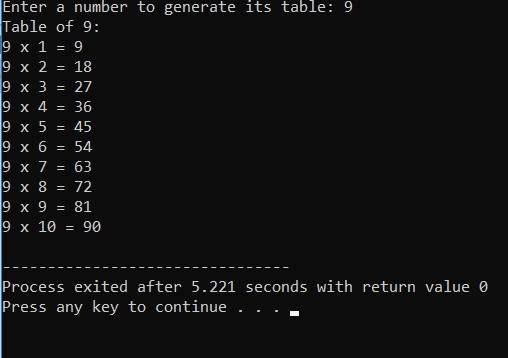 Enter a number to generate its table: 9
Table of 9:
9 x 1 = 9
9 x 2 = 18
9 x 3 = 27
9 x 4 = 36
9 x 5 = 45
9 x 6 = 54
9 x 7 = 63
9 x 8 = 72
9 x 9 = 81
9 x 10 = 90
--------------------------------
Process exited after 5.221 seconds with return value 0
Press any key to continue . . .